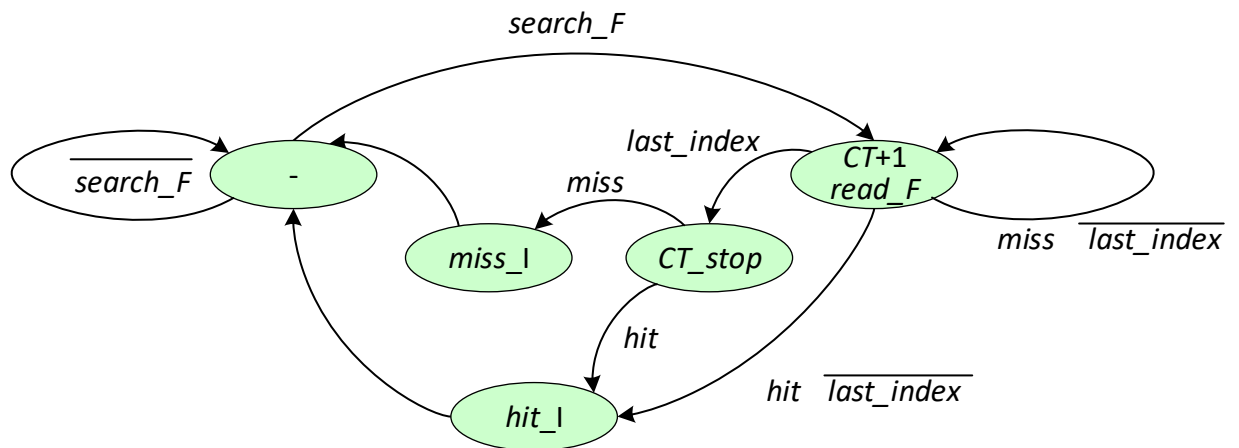 search_F
last_index
CT+1
read_F
search_F
-
miss
miss last_index
miss_I
CT_stop
hit
hit last_index
hit_I